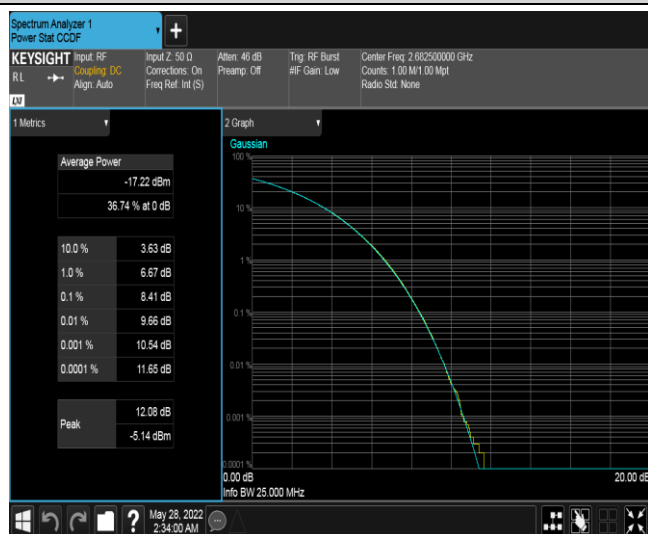 Spectrum Analyzer 1
Power Stat CCDF
+
KEYSIGHT
RL
LXI
Input: RF
Coupling: DC
Align: Auto
Input Z: 50 Ω
Corrections: On
Freq Ref: Int (S)
Atten: 46 dB
Preamp: Off
Trig: RF Burst
#IF Gain: Low
Center Freq: 2.682500000 GHz
Counts: 1.00 M/1.00 Mpt
Radio Std: None
1 Metrics
Average Power
-17.22 dBm
36.74 % at 0 dB
10.0 % 3.63 dB
1.0 % 6.67 dB
0.1 % 8.41 dB
0.01 % 9.66 dB
0.001 % 10.54 dB
0.0001 % 11.65 dB
Peak
12.08 dB
-5.14 dBm
2 Graph
Gaussian
100 %
10 %
1 %
0.1 %
0.01 %
0.001 %
0.0001 %
0.00 dB
20.00 dB
Info BW 25.000 MHz
?
May 28, 2022
2:34:00 AM